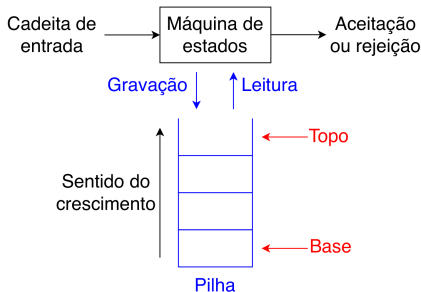 Cadeita de
entrada
Máquina de
estados
Aceitação
ou rejeição
Gravação
Leitura
Topo
Sentido do
crescimento
Base
Pilha